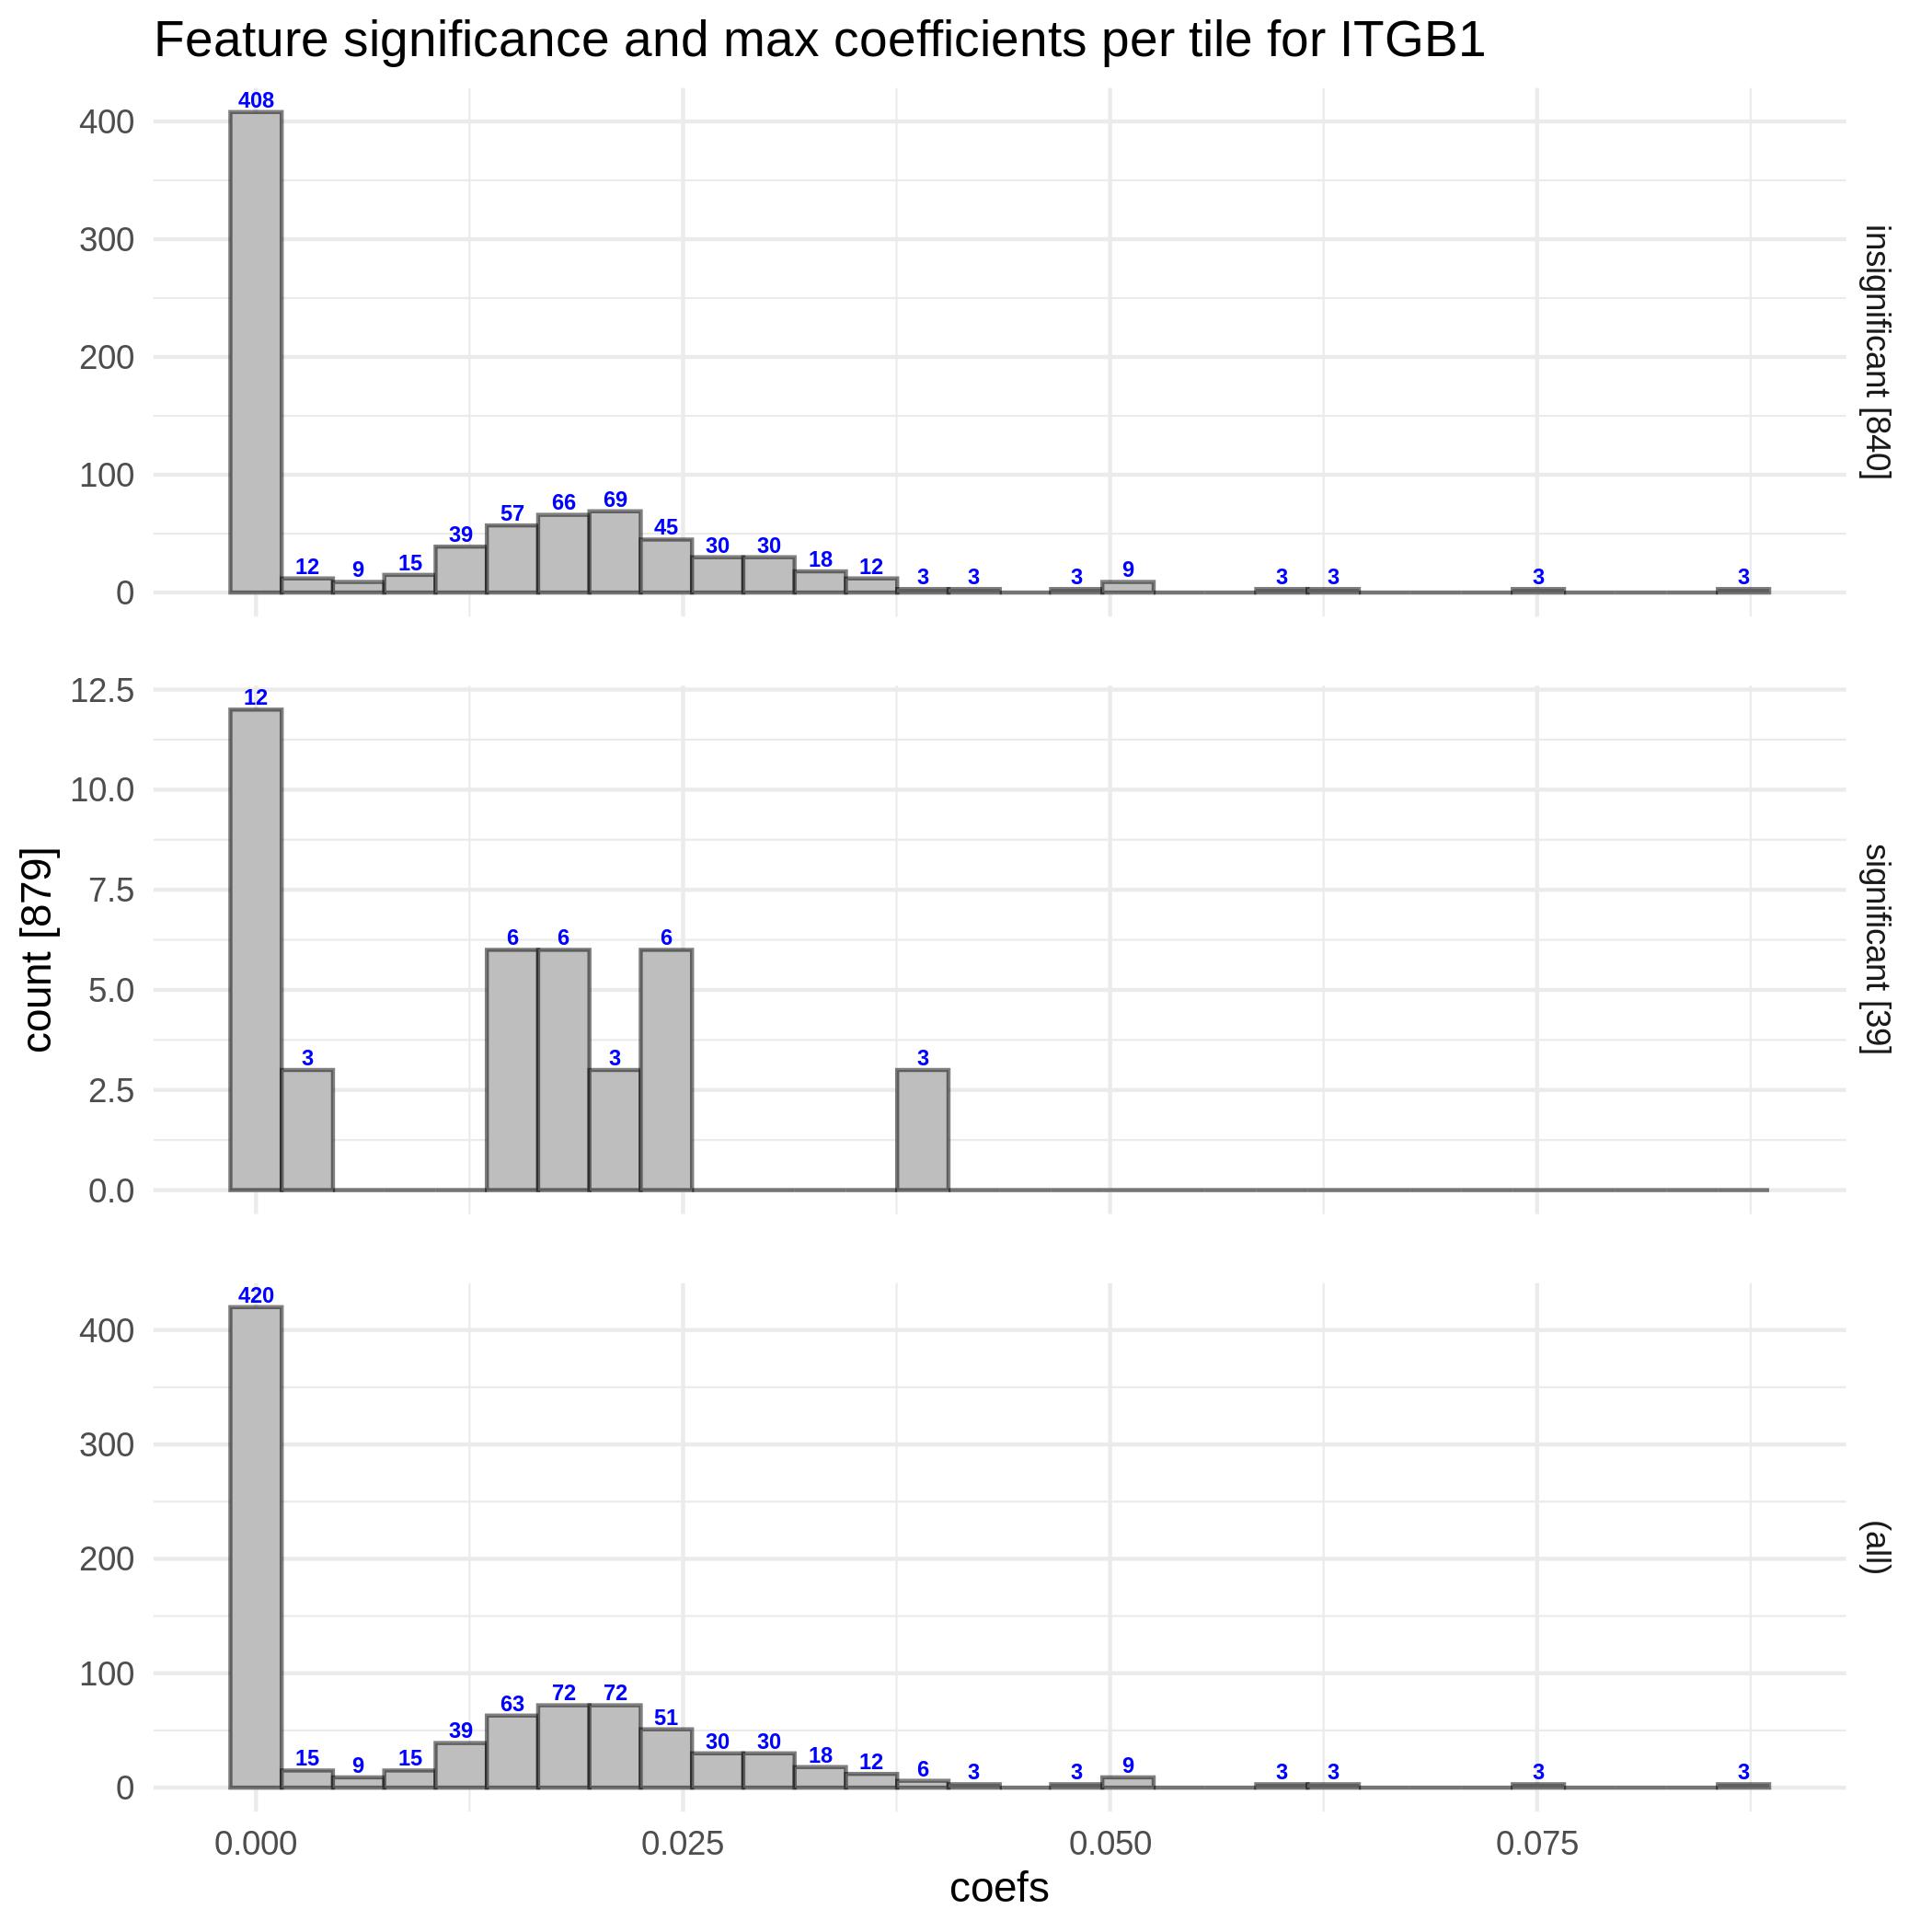 Feature significance and max coefficients per tile for ITGB1
408
400
300
200
100
0
12 9 15 39 57 66 69 45 30 30 18 12 3 3 3 9 3 3 3 3
insignificant [840]
12.5
10.0
7.5
5.0
2.5
0.0
12 3 6 6 3 6 3
significant [39]
count [879]
420
400
300
200
100
0
15 9 15 39 63 72 72 51 30 30 18 12 6 3 3 9 3 3 3 3
(all)
0.000 0.025 0.050 0.075
coefs